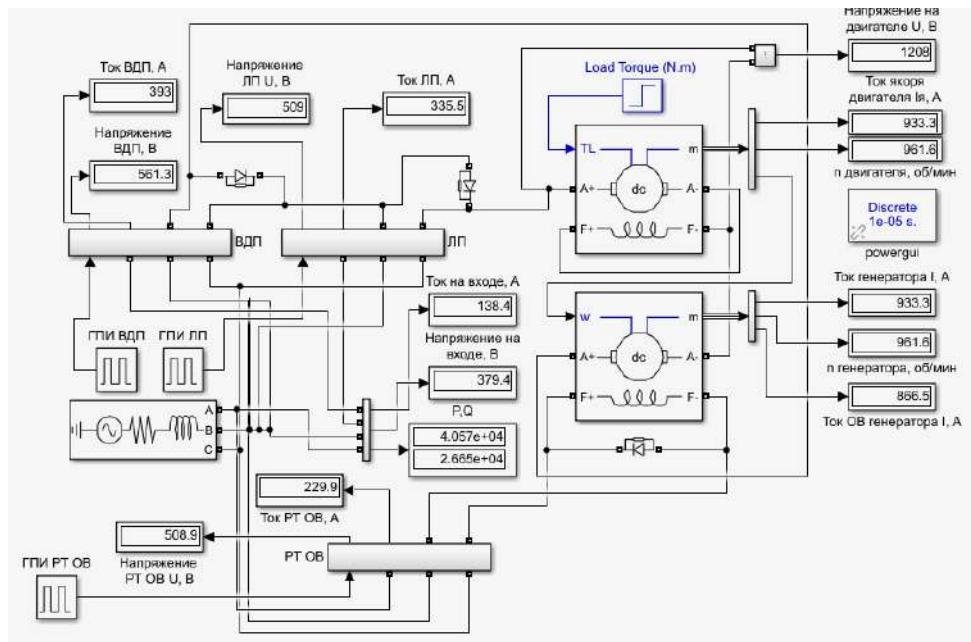 Напряжение на
двигателе U, В
1208
Ток якоря
двигателя Iя, А
933.3
961.6
n двигателя, об/мин
Ток ВДП, А
393
Напряжение
ЛП U, В
509
Ток ЛП, А
335.5
Load Torque (N.m)
Напряжение
ВДП, В
561.3
TL
m
dc
A+
A-
F+
F-
Discrete
1e-05 s.
powergui
ВДП
ЛП
Ток на входе, А
138.4
Напряжение на
входе, В
379.4
P,Q
4.057e+04
2.665e+04
Ток генератора I, А
933.3
961.6
n генератора, об/мин
866.5
Ток ОВ генератора I, А
w
m
dc
A+
A-
F+
F-
ГПИ ВДП
ГПИ ЛП
A
B
C
229.9
Ток РТ ОВ, А
508.9
Напряжение
РТ ОВ U, В
РТ ОВ
ГПИ РТ ОВ